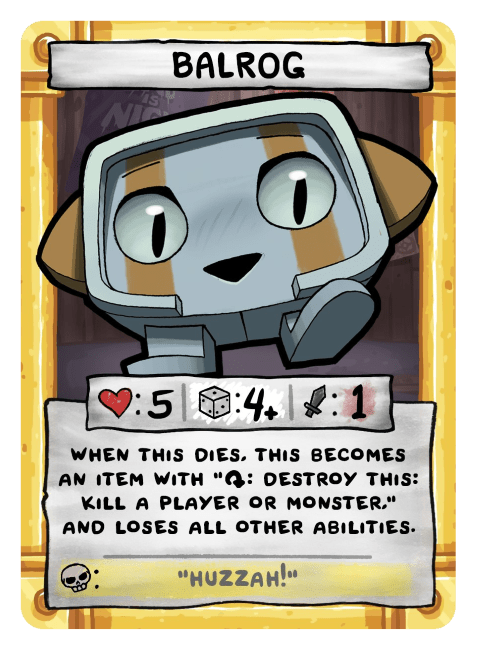 BALROG
:5 :4+ :1
WHEN THIS DIES, THIS BECOMES
AN ITEM WITH "↷: DESTROY THIS:
KILL A PLAYER OR MONSTER,"
AND LOSES ALL OTHER ABILITIES.
: "HUZZAH!"